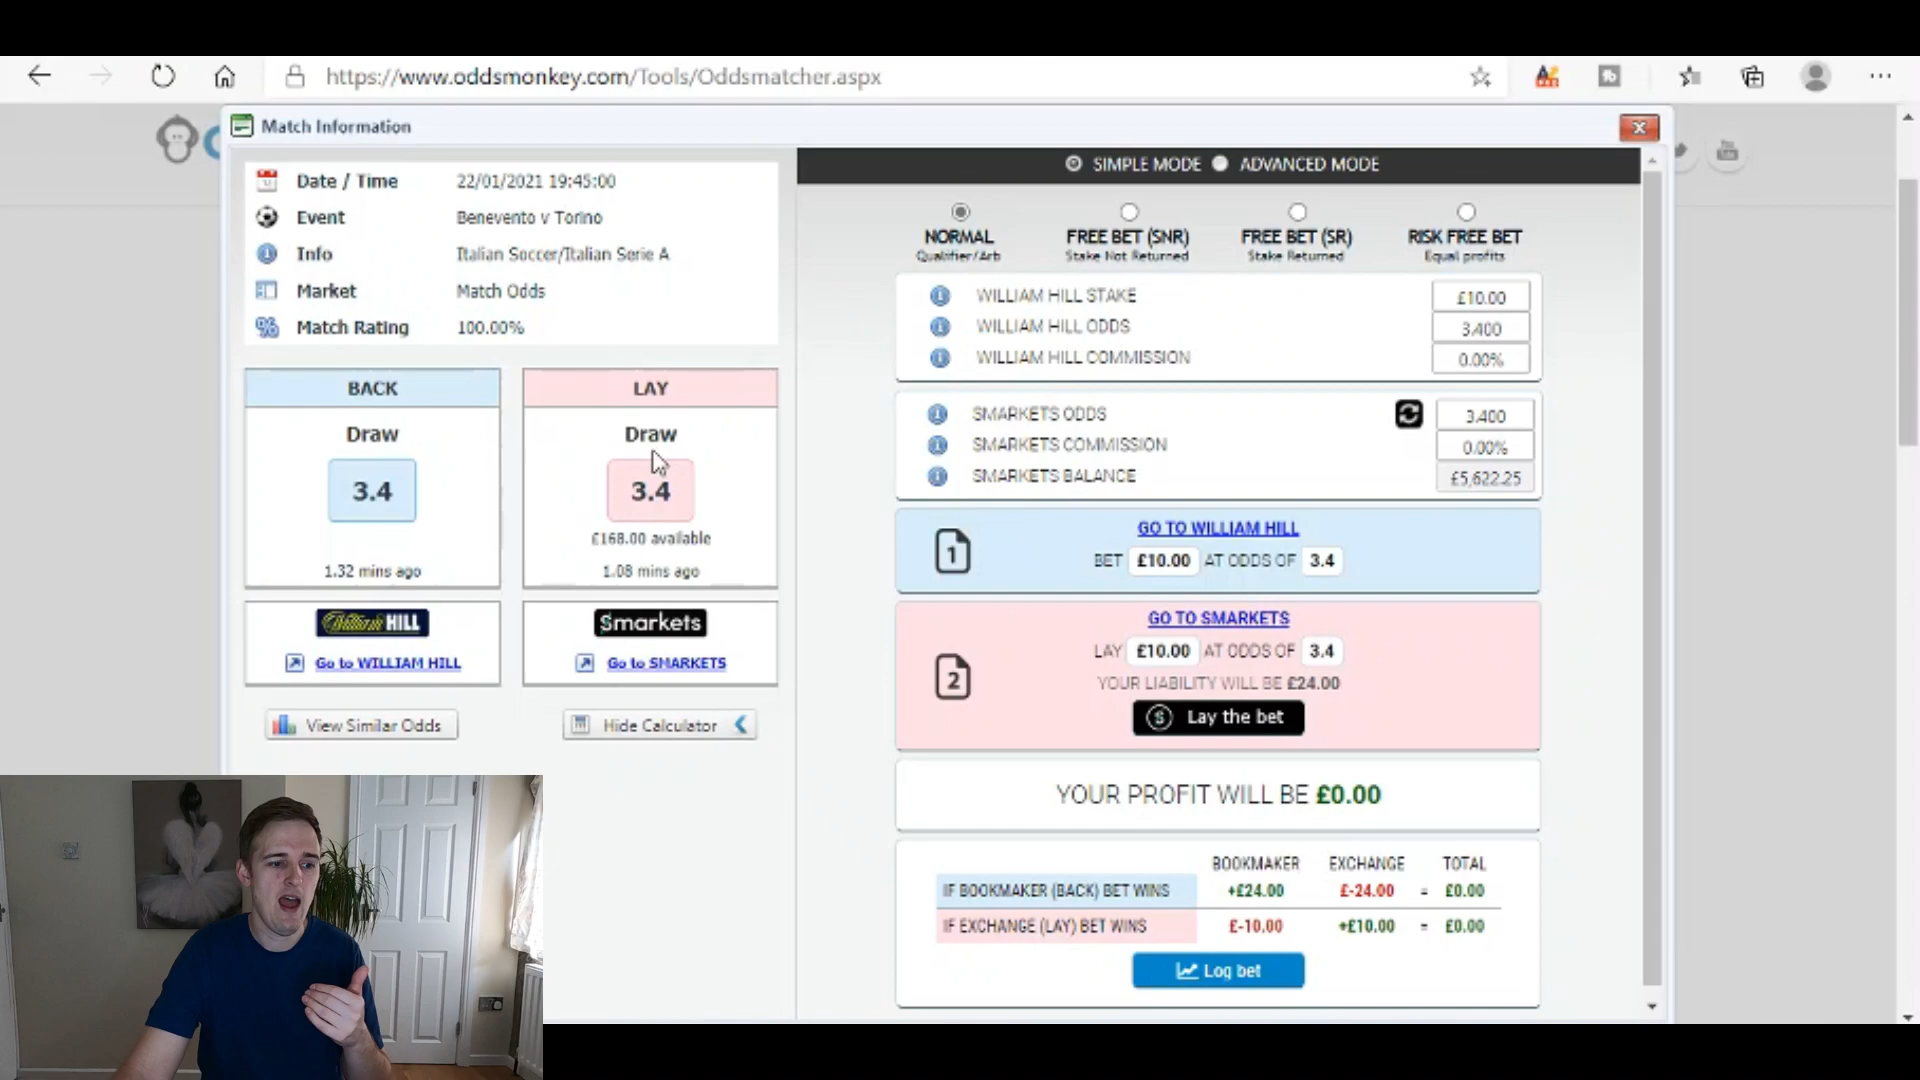 https://www.oddsmonkey.com/Tools/Oddsmatcher.aspx
Match Information
Date / Time 22/01/2021 19:45:00
Event Benevento v Torino
Info Italian Soccer/Italian Serie A
Market Match Odds
Match Rating 100.00%
BACK
Draw
3.4
1.32 mins ago
William HILL
Go to WILLIAM HILL
View Similar Odds
LAY
Draw
3.4
£168.00 available
1.08 mins ago
Smarkets
Go to SMARKETS
Hide Calculator
SIMPLE MODE ADVANCED MODE
NORMAL FREE BET (SNR) FREE BET (SR) RISK FREE BET
Qualifier/Arb Stake Not Returned Stake Returned Equal profits
WILLIAM HILL STAKE £10.00
WILLIAM HILL ODDS 3.400
WILLIAM HILL COMMISSION 0.00%
SMARKETS ODDS 3.400
SMARKETS COMMISSION 0.00%
SMARKETS BALANCE £5,622.25
1
GO TO WILLIAM HILL
BET £10.00 AT ODDS OF 3.4
2
GO TO SMARKETS
LAY £10.00 AT ODDS OF 3.4
YOUR LIABILITY WILL BE £24.00
Lay the bet
YOUR PROFIT WILL BE £0.00
BOOKMAKER EXCHANGE TOTAL
IF BOOKMAKER (BACK) BET WINS +£24.00 £-24.00 = £0.00
IF EXCHANGE (LAY) BET WINS £-10.00 +£10.00 = £0.00
Log bet